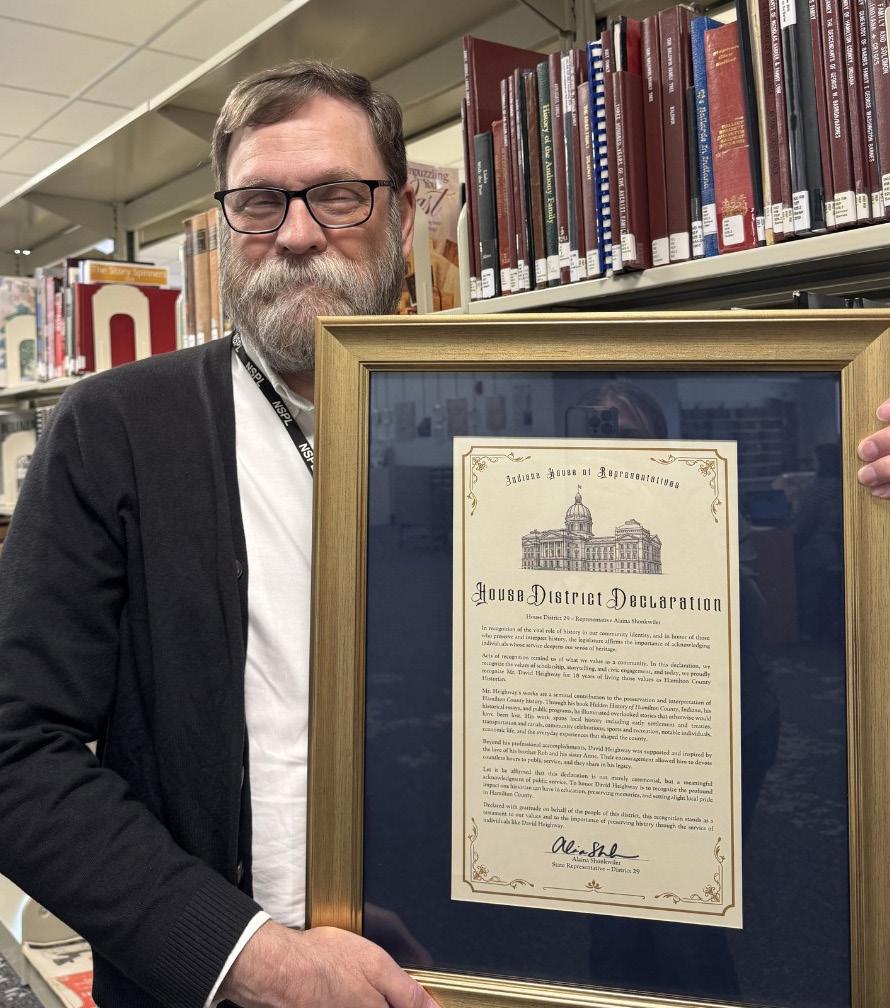 History of the Anthony Family
The Story Spinners
NSPL
NSPL
NSPL
Indiana House of Representatives
House District Declaration
House District 29 – Representative Alaina Shonkwiler
In recognition of the vital role of history in our community identity, and in honor of those
who preserve and interpret history, the legislature affirms the importance of acknowledging
individuals whose service deepens our sense of heritage.
Acts of recognition remind us of what we value as a community. In this declaration, we
recognize the values of scholarship, storytelling, and civic engagement, and today, we proudly
recognize Mr. David Heighway for 18 years of living those values as Hamilton County
Historian.
Mr. Heighway's works are a seminal contribution to the preservation and interpretation of
Hamilton County history. Through his book Hidden History of Hamilton County, Indiana, his
historical essays, and public programs, he illuminated overlooked stories that otherwise would
have been lost. His work spans local history including early settlement and treaties,
transportation and canals, community celebrations, sports and recreation, notable individuals,
economic life, and the everyday experiences that shaped the county.
Beyond his professional accomplishments, David Heighway was supported and inspired by
the love of his brother Rob and his sister Anne. Their encouragement allowed him to devote
countless hours to public service, and they share in his legacy.
Let it be affirmed that this declaration is not merely ceremonial, but a meaningful
acknowledgment of public service. To honor David Heighway is to recognize the profound
impact one historian can have in education, preserving memories, and setting alight local pride
in Hamilton County.
Declared with gratitude on behalf of the people of this district, this recognition stands as a
testament to our values and to the importance of preserving history through the service of
individuals like David Heighway.
Alaina Shonkwiler
State Representative – District 29